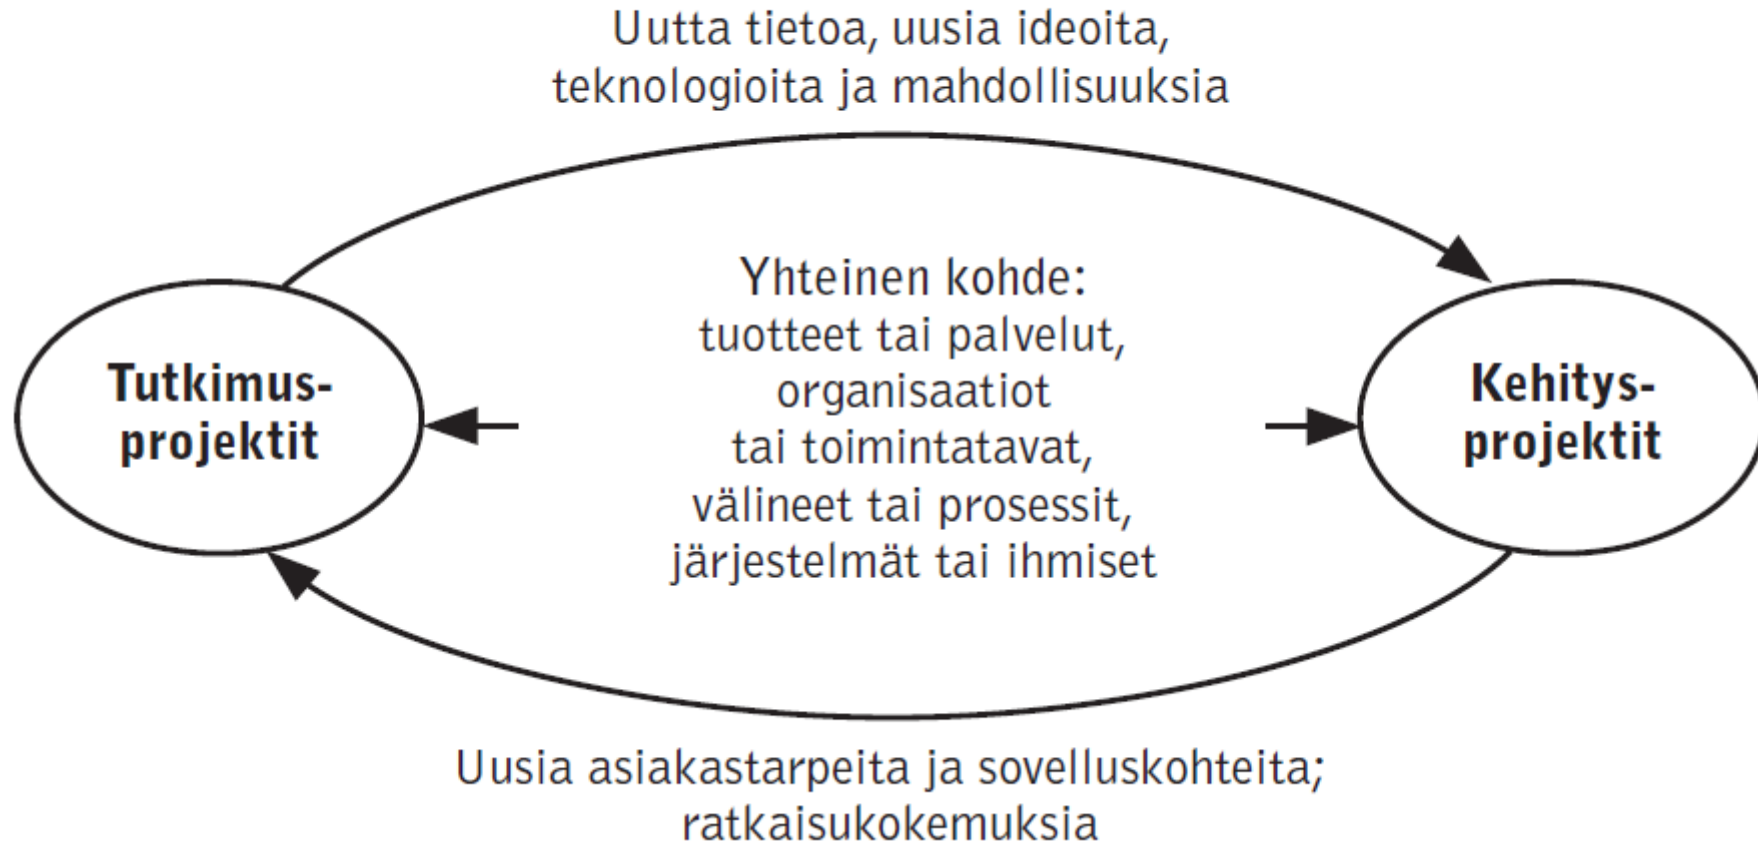 Uutta tietoa, uusia ideoita,
teknologioita ja mahdollisuuksia
Yhteinen kohde:
tuotteet tai palvelut,
organisaatiot
tai toimintatavat,
välineet tai prosessit,
järjestelmät tai ihmiset
Tutkimus-
projektit
Kehitys-
projektit
Uusia asiakastarpeita ja sovelluskohteita;
ratkaisukokemuksia